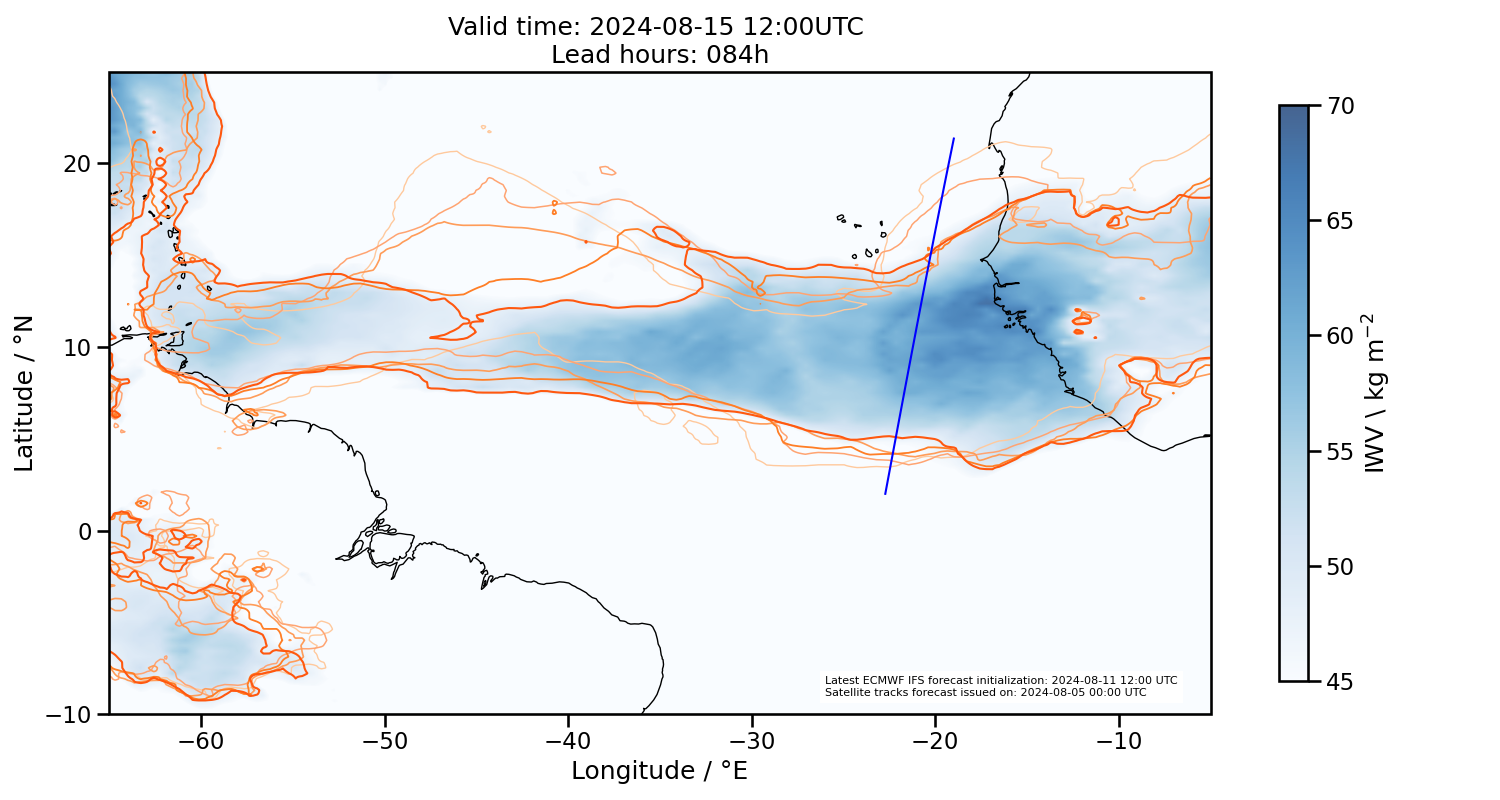 Valid time: 2024-08-15 12:00UTC
Lead hours: 084h
Latitude / °N
20
10
0
−10
−60
−50
−40
−30
−20
−10
Longitude / °E
Latest ECMWF IFS forecast initialization: 2024-08-11 12:00 UTC
Satellite tracks forecast issued on: 2024-08-05 00:00 UTC
70
65
60
55
50
45
IWV \ kg m⁻²